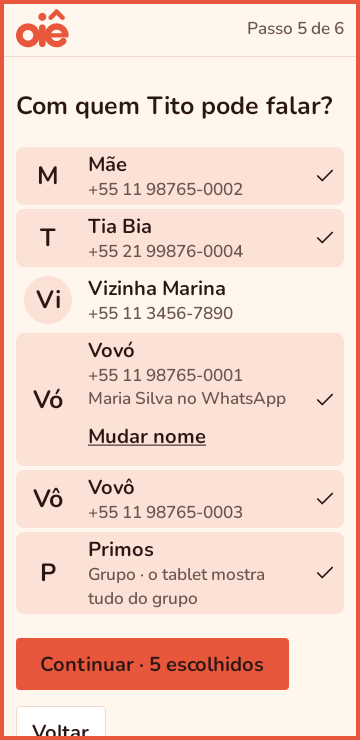 oiê
Passo 5 de 6
Com quem Tito pode falar?
M
Mãe
+55 11 98765-0002
T
Tia Bia
+55 21 99876-0004
Vi
Vizinha Marina
+55 11 3456-7890
Vó
Vovó
+55 11 98765-0001
Maria Silva no WhatsApp
Mudar nome
Vô
Vovô
+55 11 98765-0003
P
Primos
Grupo · o tablet mostra
tudo do grupo
Continuar · 5 escolhidos
Voltar